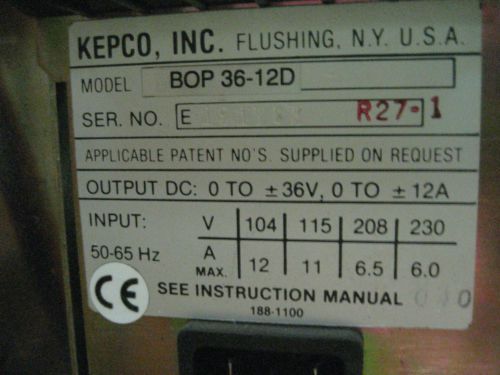 KEPCO, INC. FLUSHING, N.Y. U.S.A.
MODEL BOP 36-12D
SER. NO. E R27-1
APPLICABLE PATENT NO'S. SUPPLIED ON REQUEST
OUTPUT DC: 0 TO ±36V, 0 TO ±12A
INPUT: V 104 115 208 230
50-65 Hz A MAX. 12 11 6.5 6.0
CE SEE INSTRUCTION MANUAL
188-1100